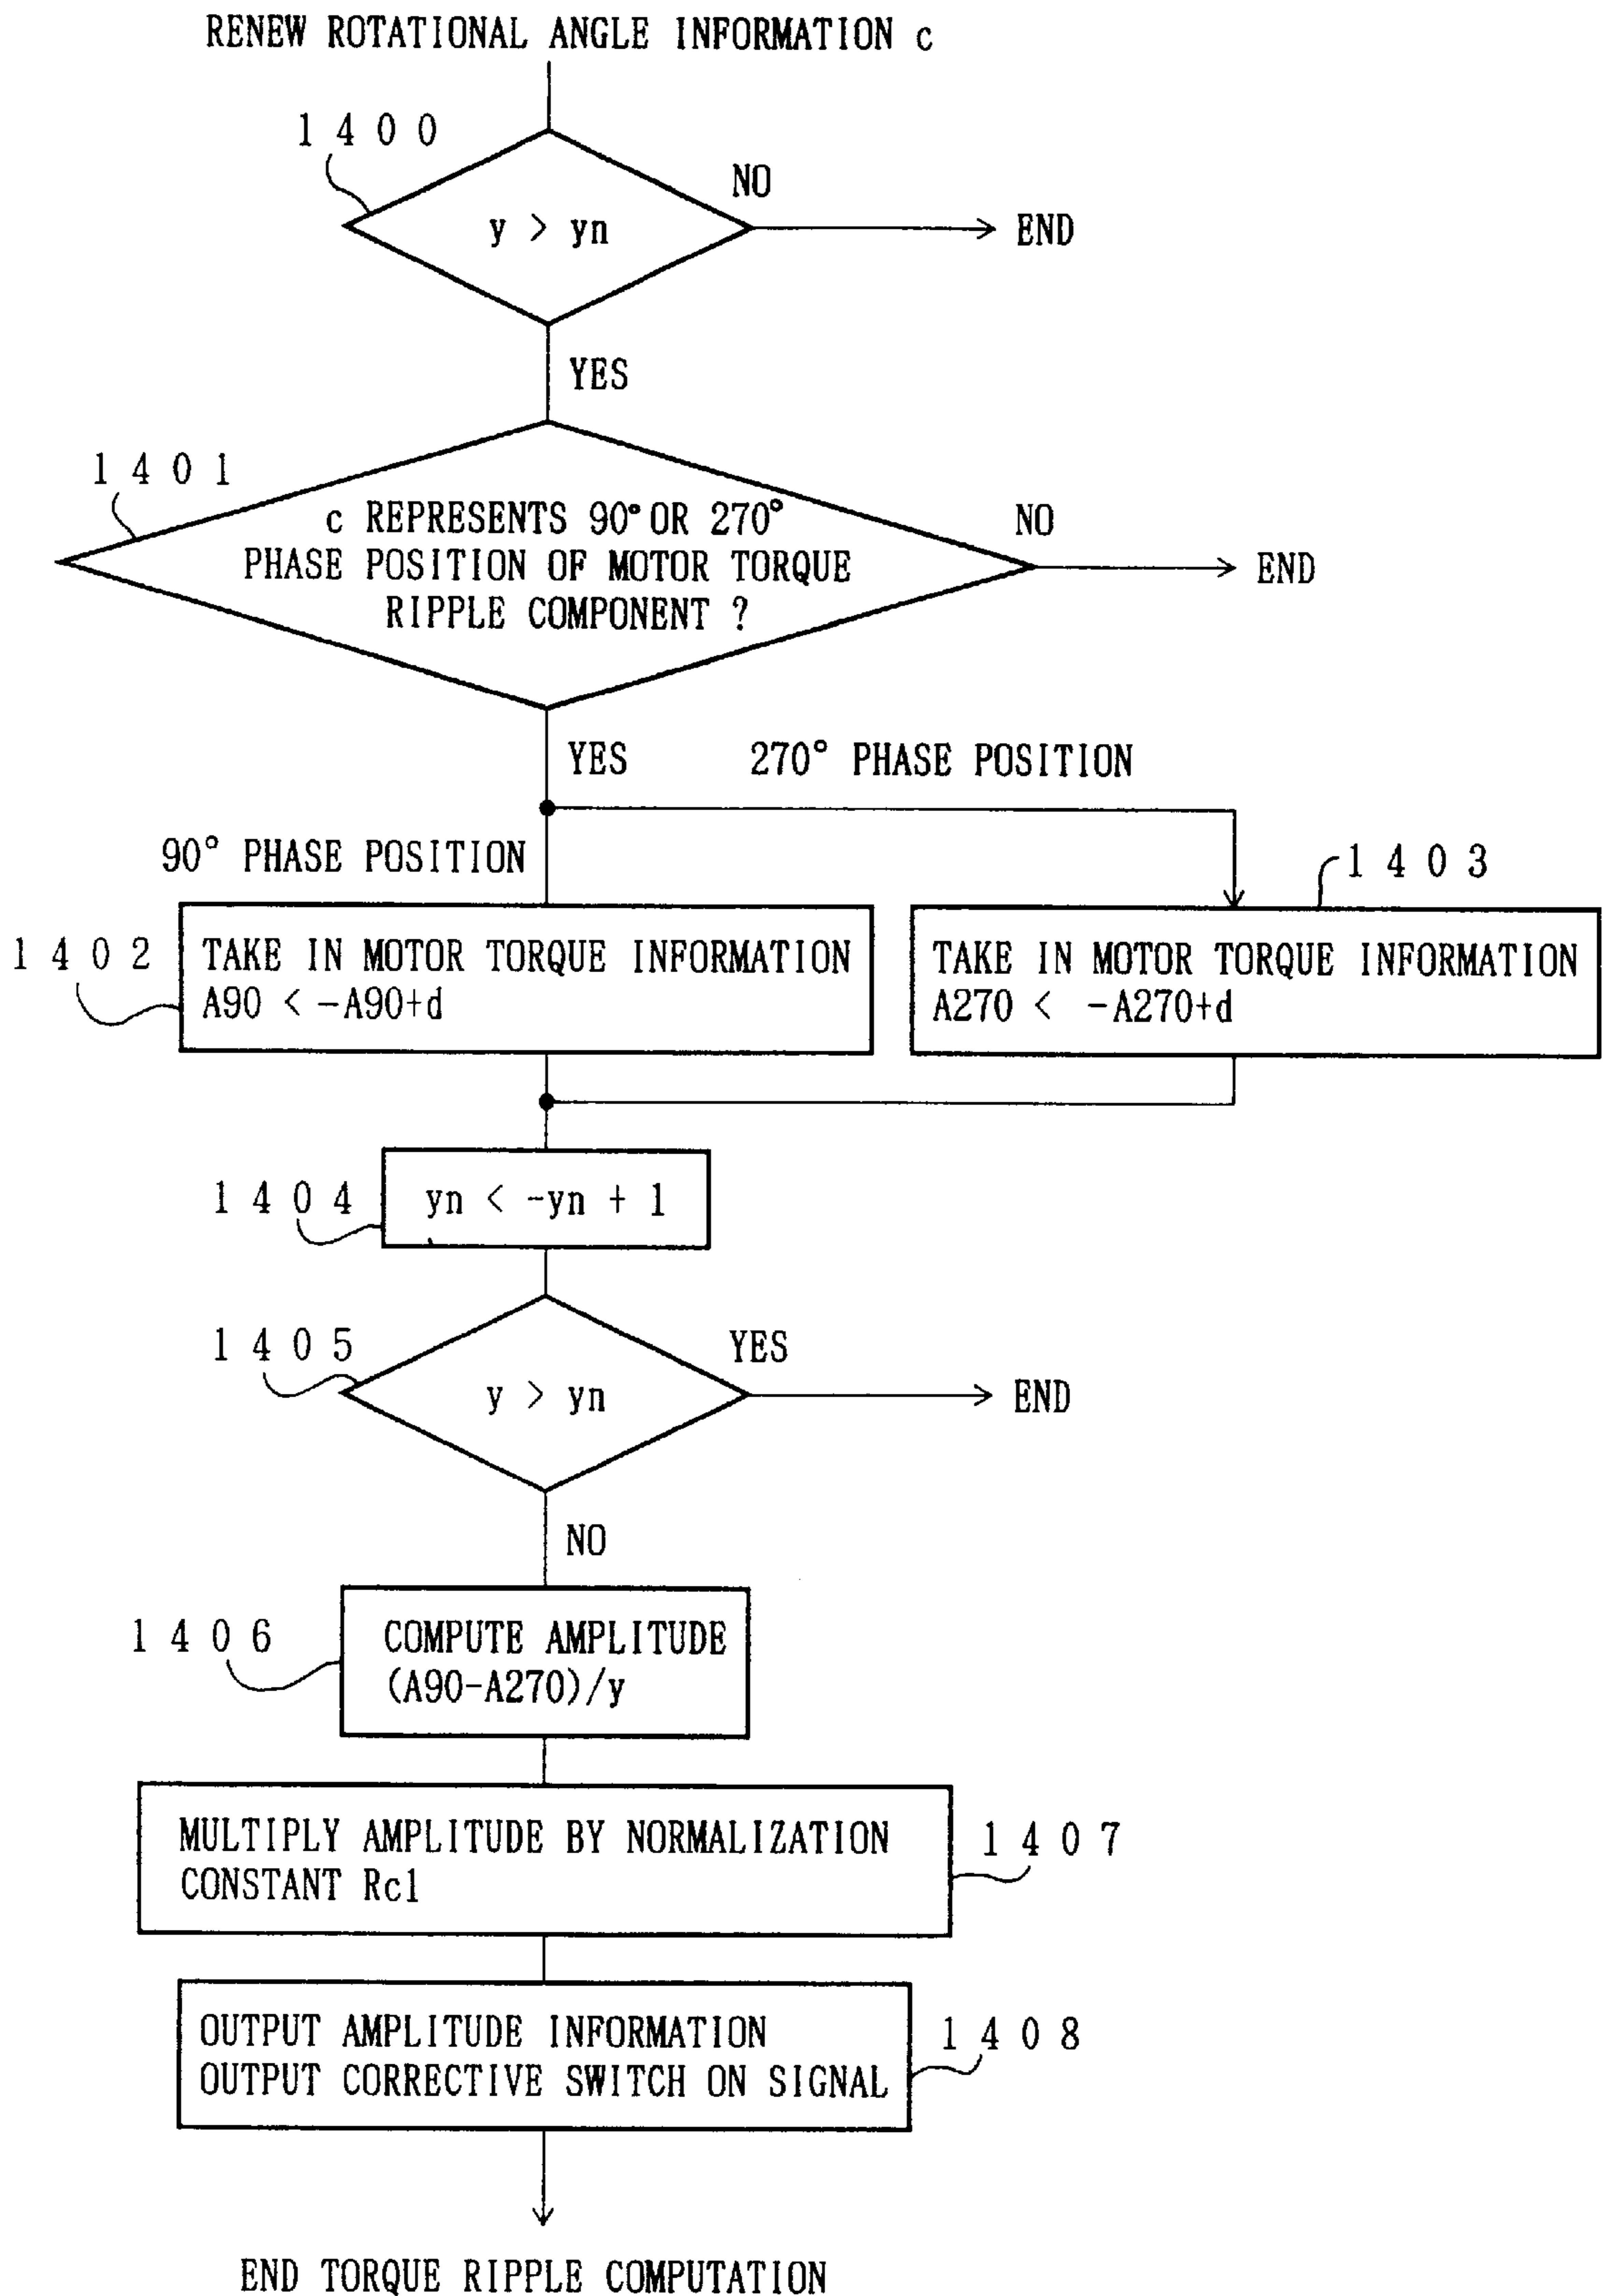 RENEW ROTATIONAL ANGLE INFORMATION c
1400
NO
y > yn
END
YES
1401
c REPRESENTS 90° OR 270°
PHASE POSITION OF MOTOR TORQUE
RIPPLE COMPONENT ?
NO
END
YES
270° PHASE POSITION
90° PHASE POSITION
1403
1402
TAKE IN MOTOR TORQUE INFORMATION
A90 < -A90+d
TAKE IN MOTOR TORQUE INFORMATION
A270 < -A270+d
1404
yn < -yn + 1
1405
YES
y > yn
END
NO
1406
COMPUTE AMPLITUDE
(A90-A270)/y
MULTIPLY AMPLITUDE BY NORMALIZATION
CONSTANT Rc1
1407
OUTPUT AMPLITUDE INFORMATION
OUTPUT CORRECTIVE SWITCH ON SIGNAL
1408
END TORQUE RIPPLE COMPUTATION